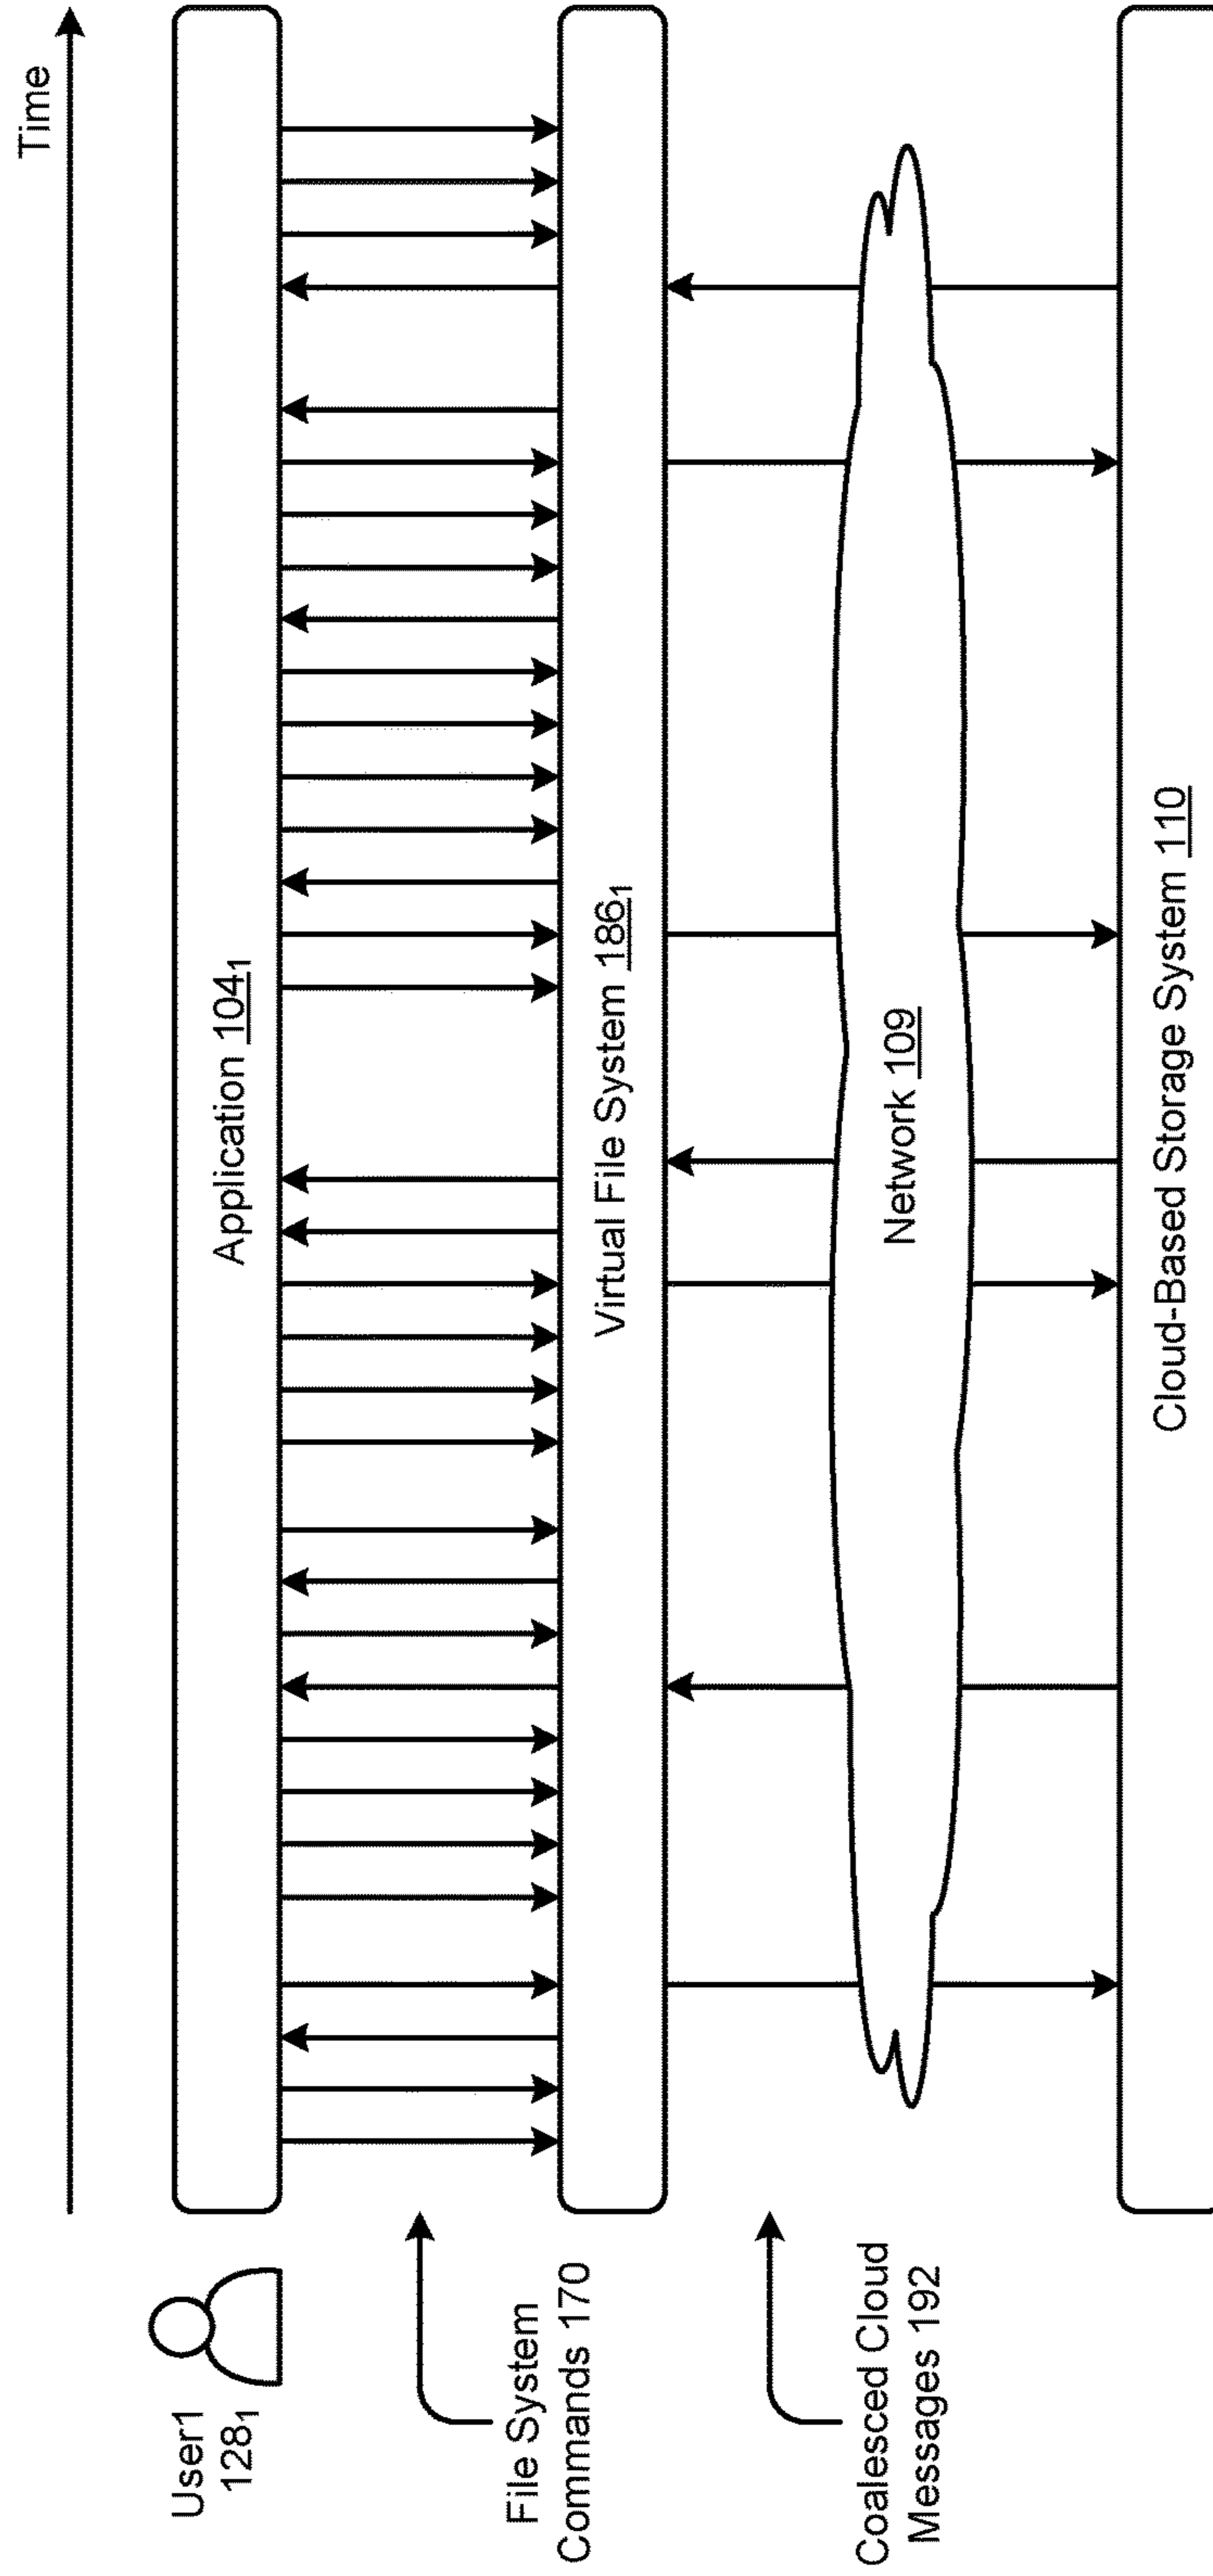 Time
User1
128₁
Application 104₁
File System
Commands 170
Virtual File System 186₁
Coalesced Cloud
Messages 192
Network 109
Cloud-Based Storage System 110